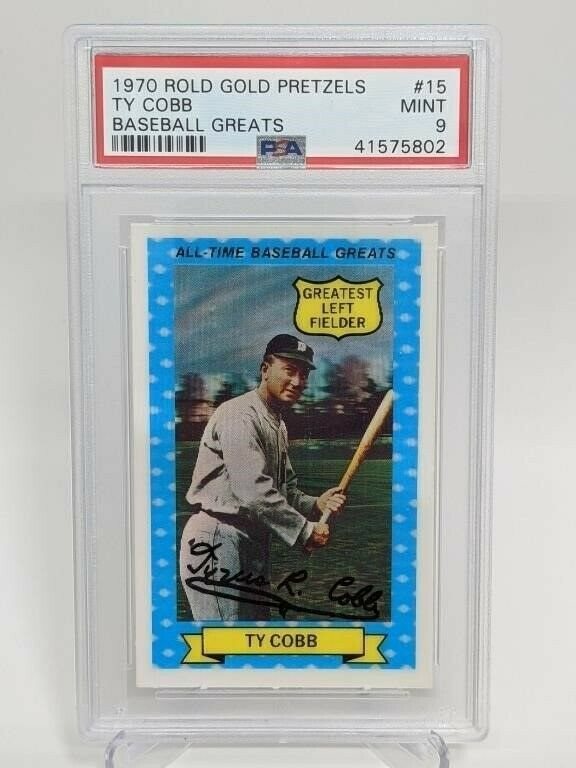 1970 ROLD GOLD PRETZELS #15
TY COBB MINT
BASEBALL GREATS PSA 9
41575802
ALL-TIME BASEBALL GREATS
GREATEST
LEFT
FIELDER
Tyrus R. Cobb
TY COBB